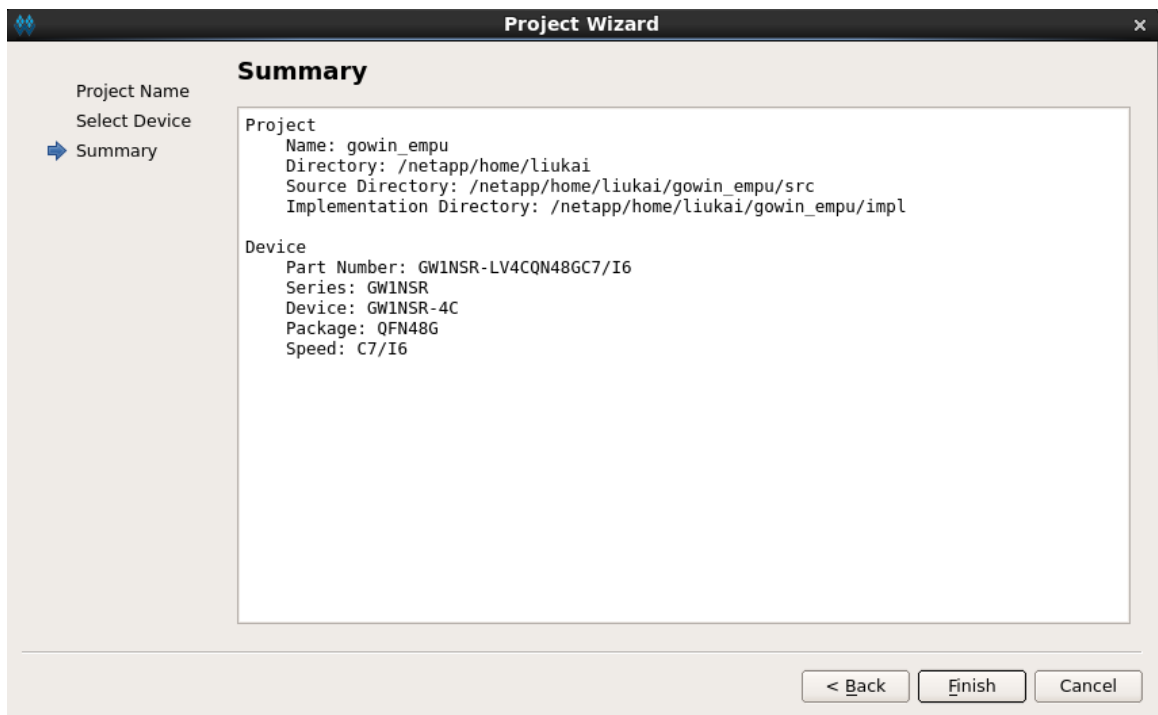 Project Wizard
×
Project Name
Select Device
Summary
Summary
Project
Name: gowin_empu
Directory: /netapp/home/liukai
Source Directory: /netapp/home/liukai/gowin_empu/src
Implementation Directory: /netapp/home/liukai/gowin_empu/impl
Device
Part Number: GW1NSR-LV4CQN48GC7/I6
Series: GW1NSR
Device: GW1NSR-4C
Package: QFN48G
Speed: C7/I6
< Back
Finish
Cancel